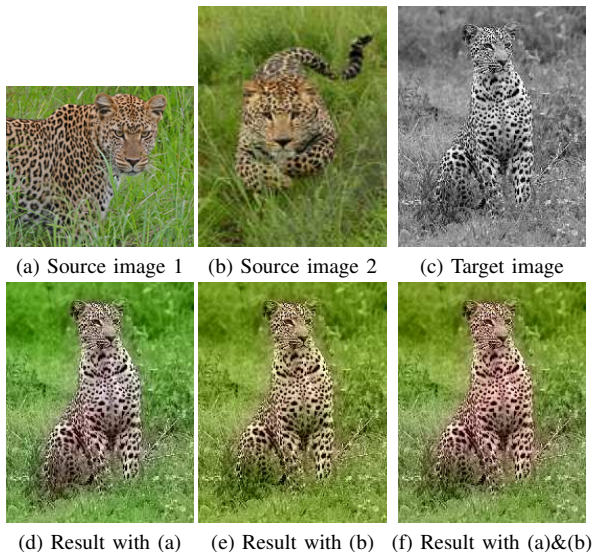 (a) Source image 1
(b) Source image 2
(c) Target image
(d) Result with (a)
(e) Result with (b)
(f) Result with (a)&(b)